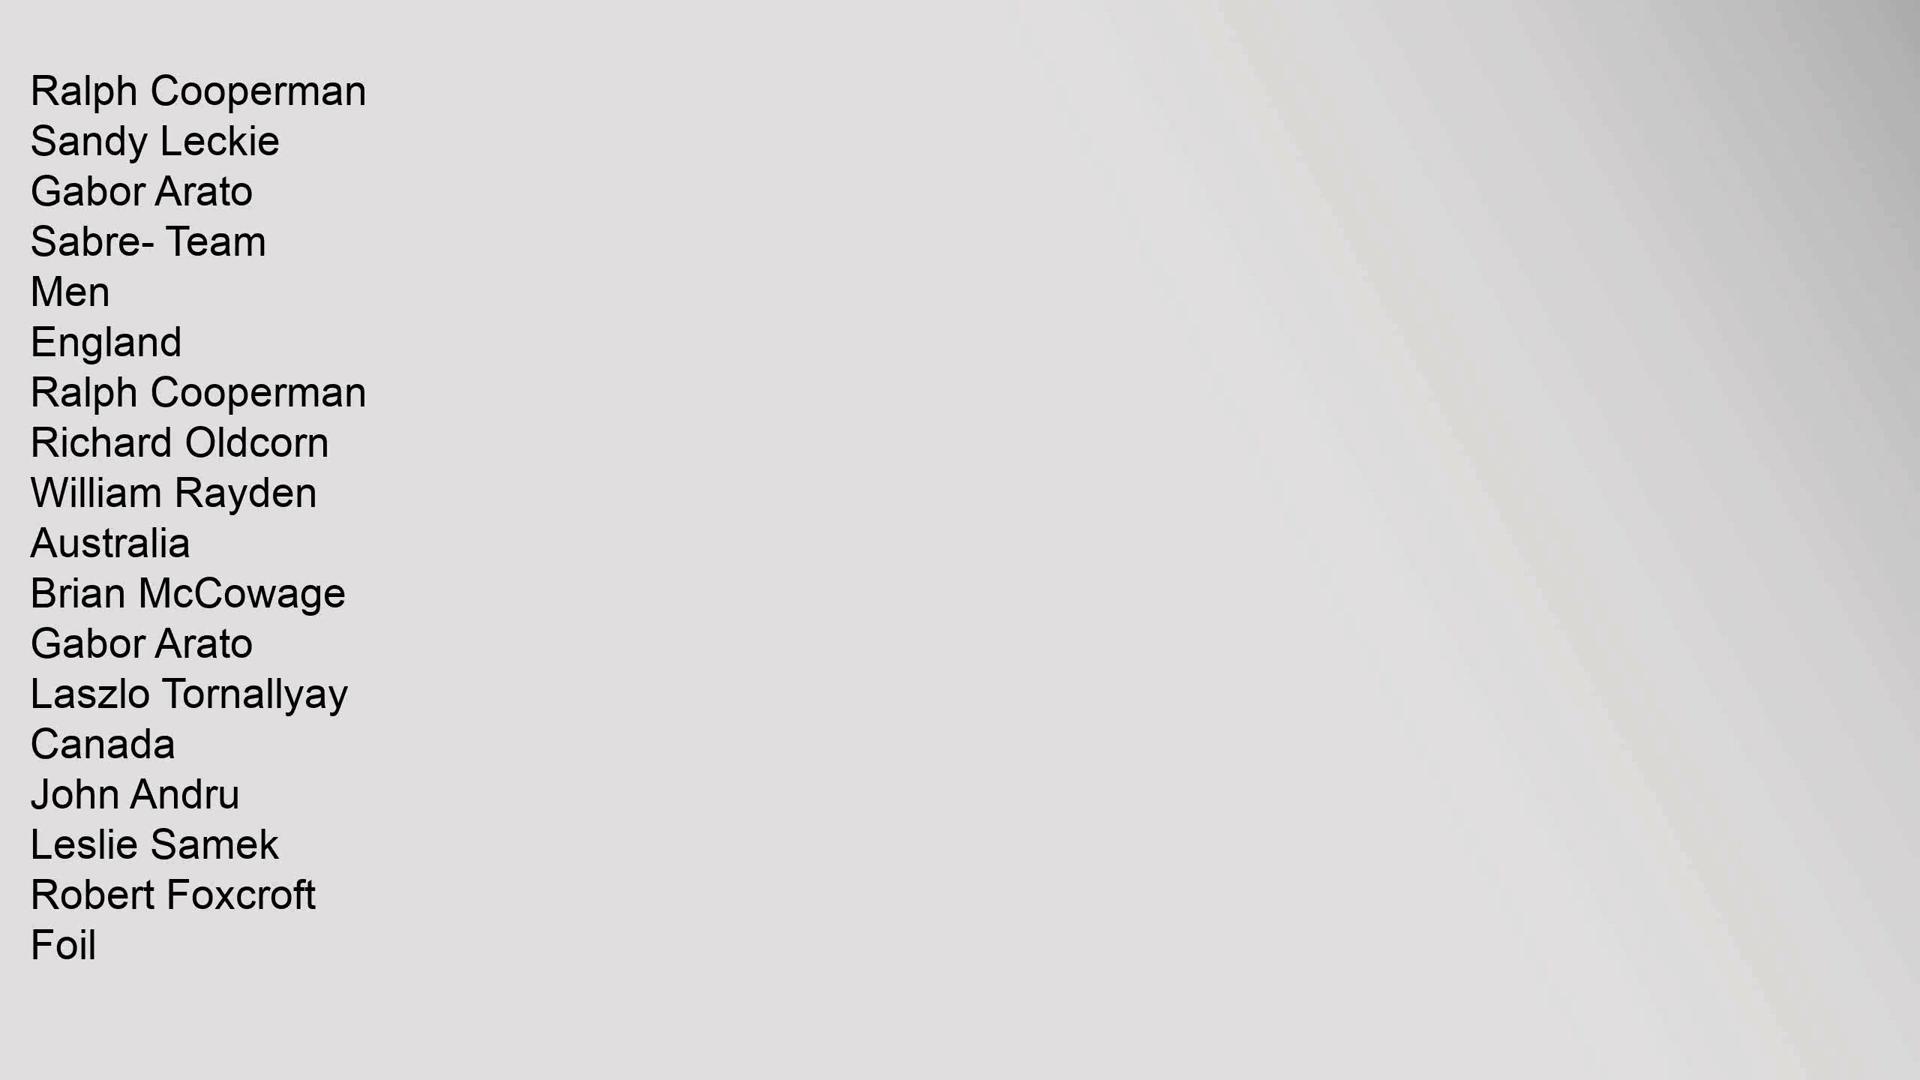 Ralph Cooperman
Sandy Leckie
Gabor Arato
Sabre- Team
Men
England
Ralph Cooperman
Richard Oldcorn
William Rayden
Australia
Brian McCowage
Gabor Arato
Laszlo Tornallyay
Canada
John Andru
Leslie Samek
Robert Foxcroft
Foil